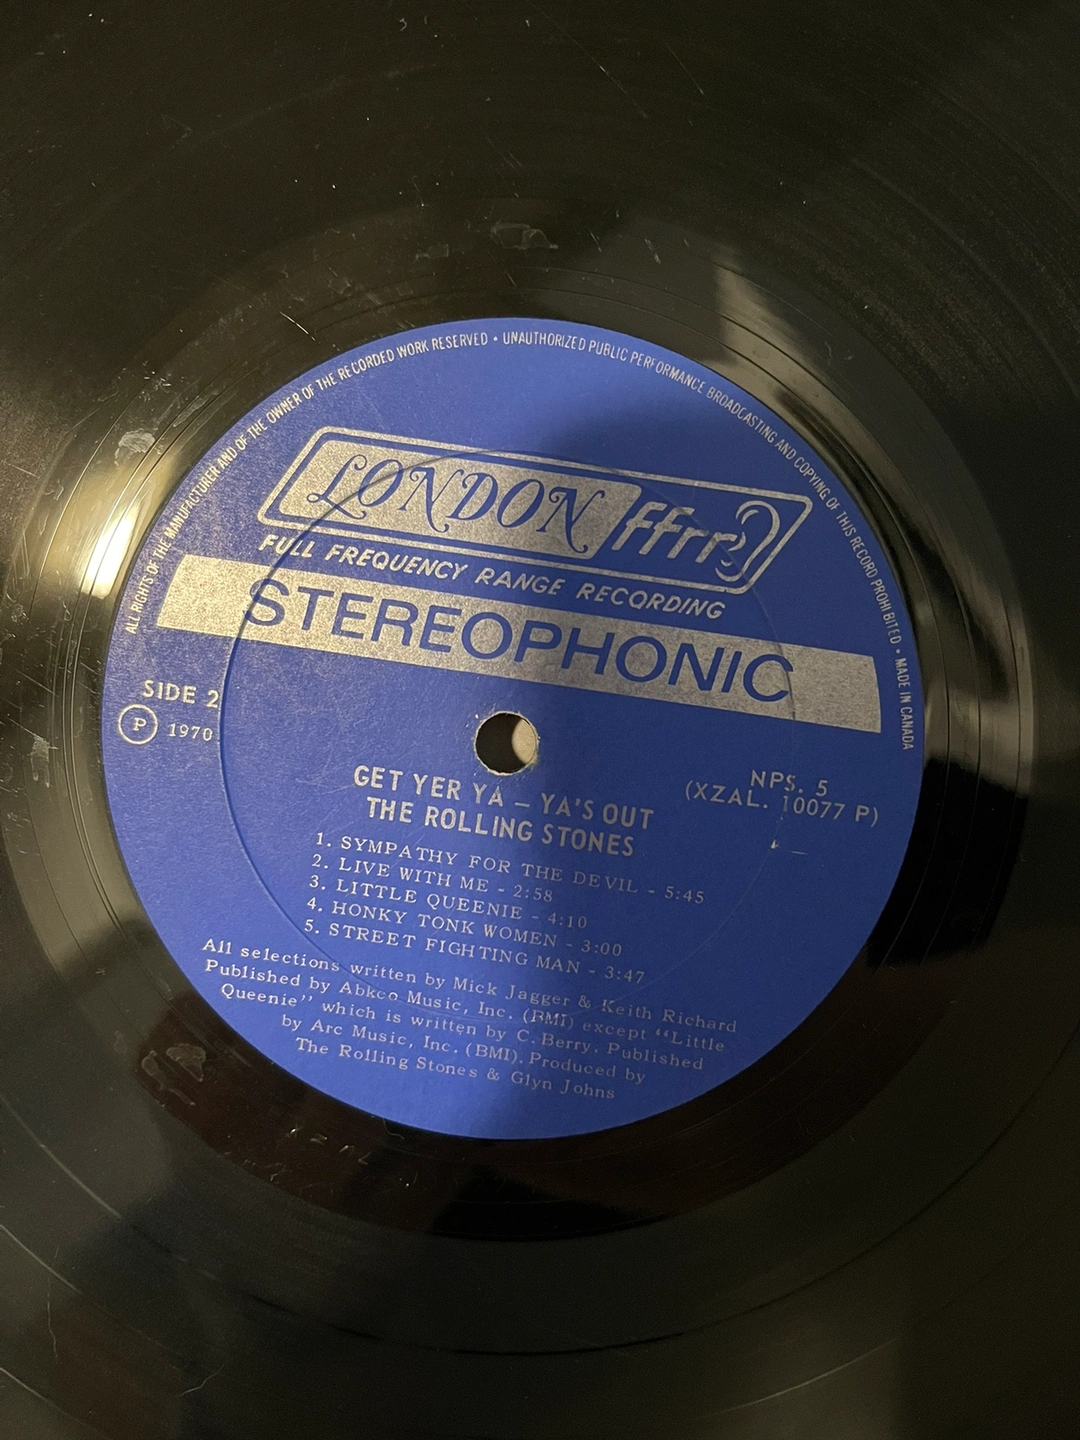 ALL RIGHTS OF THE MANUFACTURER AND OF THE OWNER OF THE RECORDED WORK RESERVED • UNAUTHORIZED PUBLIC PERFORMANCE BROADCASTING AND COPYING OF THIS RECORD PROHIBITED • MADE IN CANADA
LONDON ffrr
FULL FREQUENCY RANGE RECORDING
STEREOPHONIC
SIDE 2
Ⓟ 1970
NPS. 5
(XZAL. 10077 P)
GET YER YA – YA'S OUT
THE ROLLING STONES
1. SYMPATHY FOR THE DEVIL - 5:45
2. LIVE WITH ME - 2:58
3. LITTLE QUEENIE - 4:10
4. HONKY TONK WOMEN - 3:00
5. STREET FIGHTING MAN - 3:47
All selections written by Mick Jagger & Keith Richard
Published by Abkco Music, Inc. (BMI) except “Little
Queenie” which is written by C. Berry. Published
by Arc Music, Inc. (BMI). Produced by
The Rolling Stones & Glyn Johns